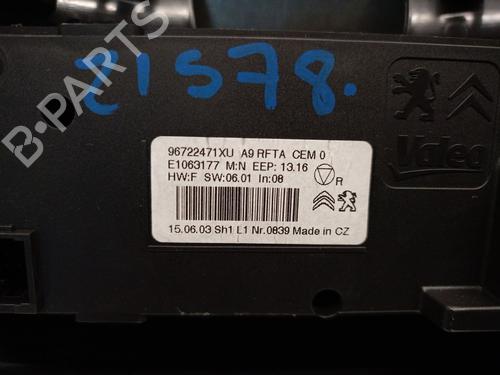 21578.
B-PARTS
Valeo
96722471XU A9 RFTA CEM 0
E1063177 M:N EEP: 13.16
HW:F SW:06.01 In:08
R
15.06.03 Sh1 L1 Nr.0839 Made in CZ